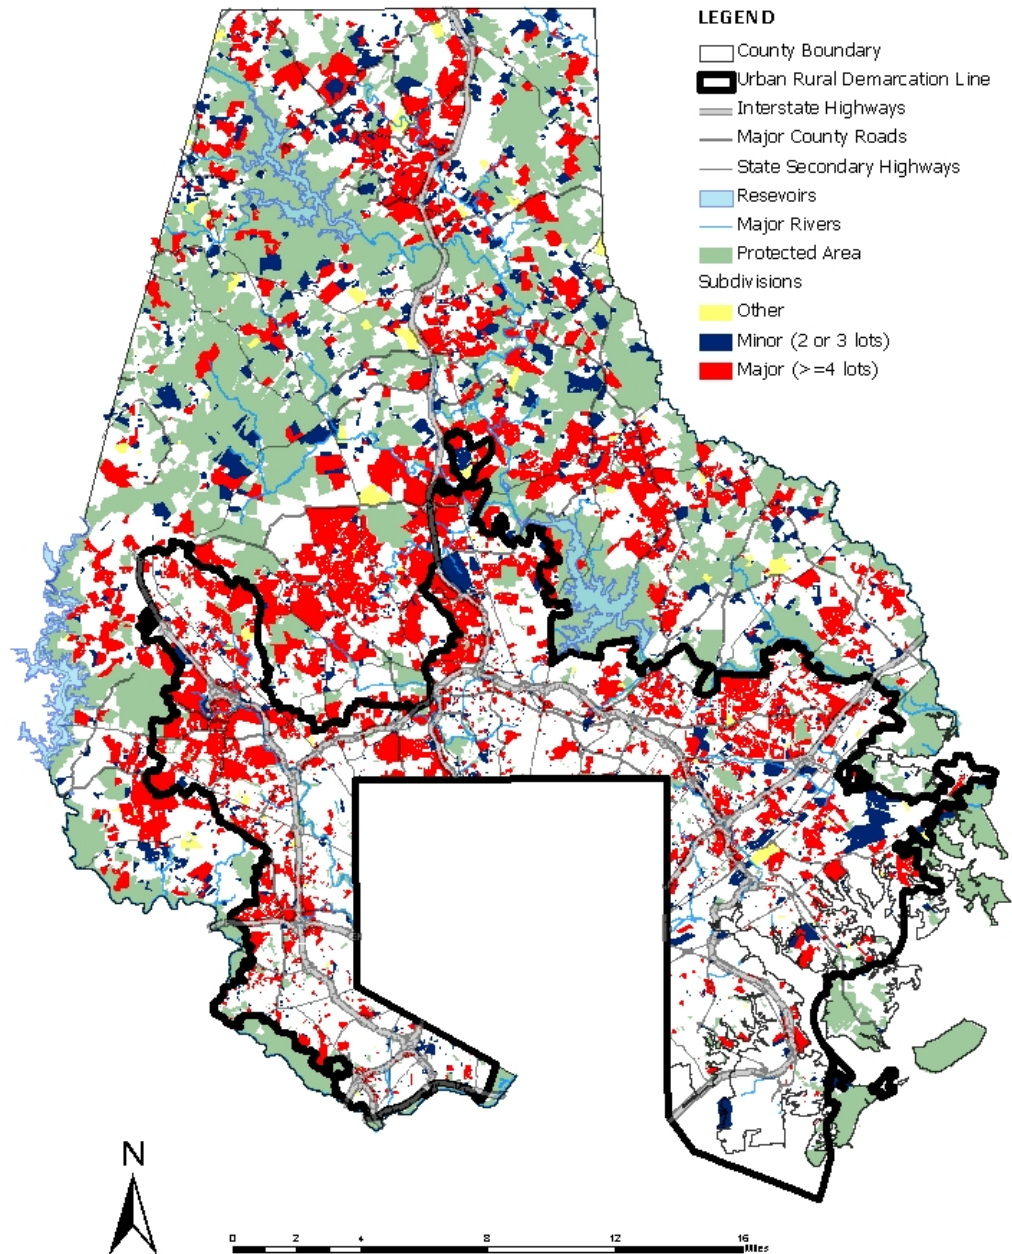 LEGEND
County Boundary
Urban Rural Demarcation Line
Interstate Highways
Major County Roads
State Secondary Highways
Resevoirs
Major Rivers
Protected Area
Subdivisions
Other
Minor (2 or 3 lots)
Major (>=4 lots)
N
0 2 4 8 12 16
Miles